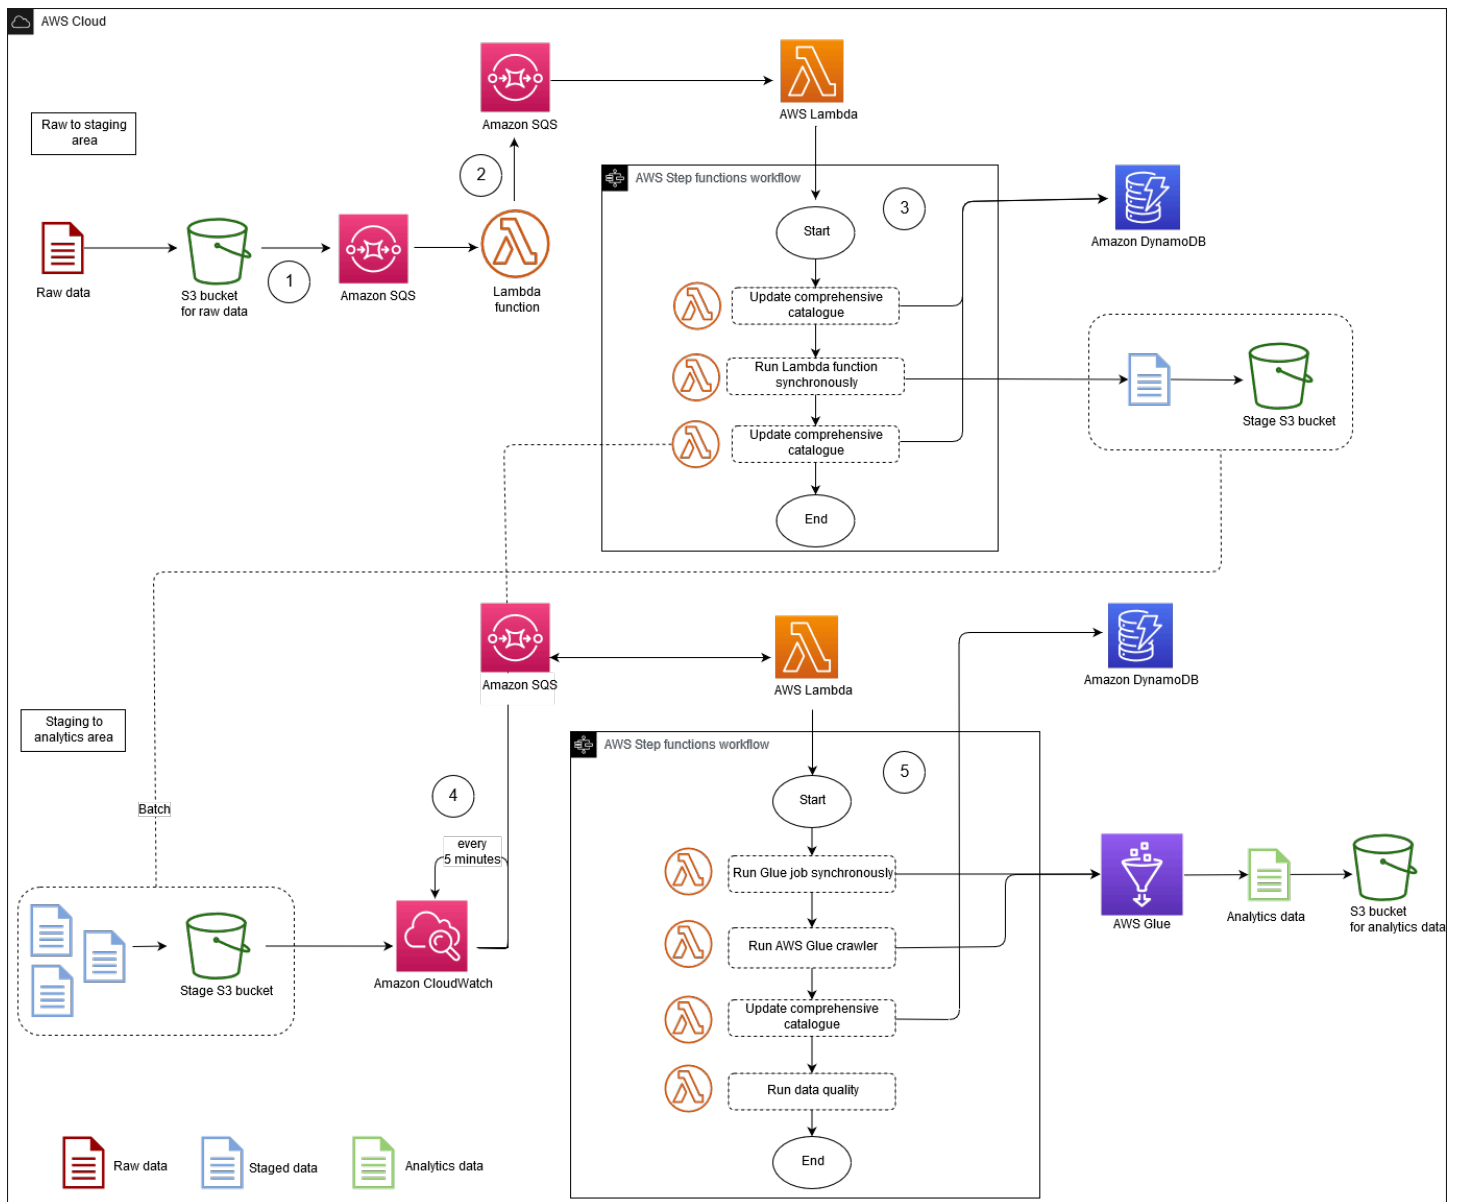 AWS Cloud
Raw to staging
area
Amazon SQS
AWS Lambda
2
AWS Step functions workflow
3
Start
Amazon DynamoDB
Raw data
S3 bucket
for raw data
1
Amazon SQS
Lambda
function
Update comprehensive
catalogue
Run Lambda function
synchronously
Update comprehensive
catalogue
End
Stage S3 bucket
Amazon SQS
AWS Lambda
Amazon DynamoDB
Staging to
analytics area
AWS Step functions workflow
5
Start
4
Batch
every
5 minutes
Run Glue job synchronously
Run AWS Glue crawler
Update comprehensive
catalogue
Run data quality
End
AWS Glue
Analytics data
S3 bucket
for analytics data
Stage S3 bucket
Amazon CloudWatch
Raw data
Staged data
Analytics data